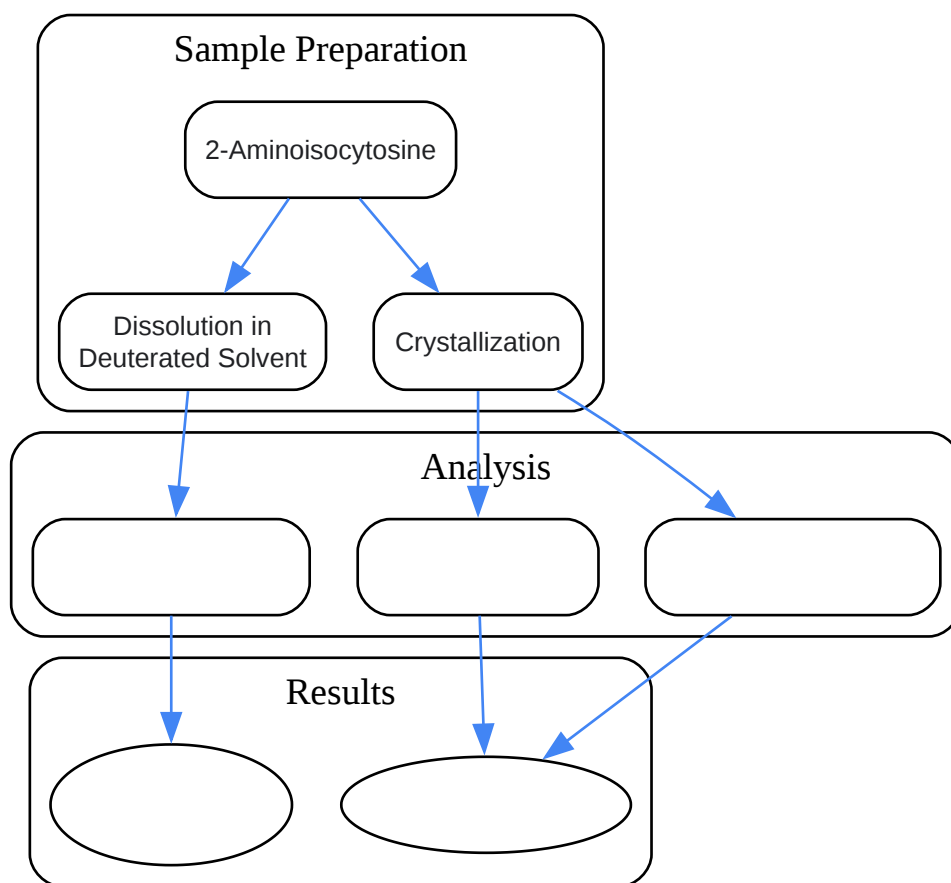 Sample Preparation
2-Aminoisocytosine
Dissolution in
Deuterated Solvent
Crystallization
Analysis
Results